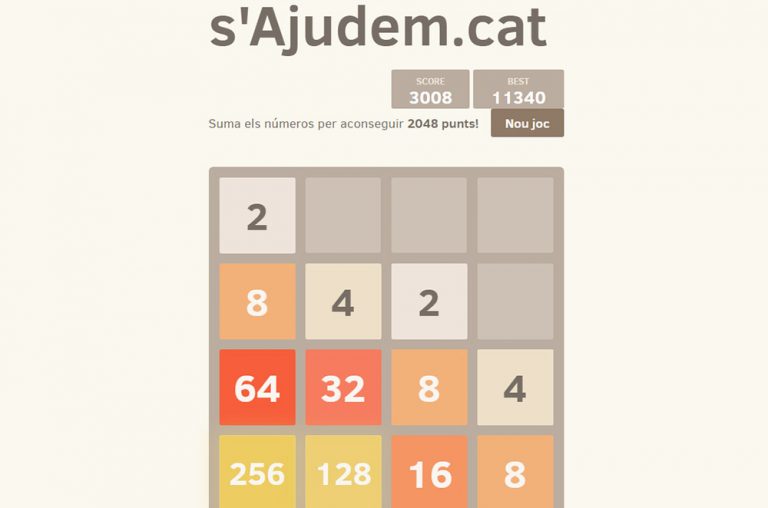 s'Ajudem.cat
SCORE BEST
3008 11340
Suma els números per aconseguir 2048 punts! Nou joc
2
8 4 2
64 32 8 4
256 128 16 8